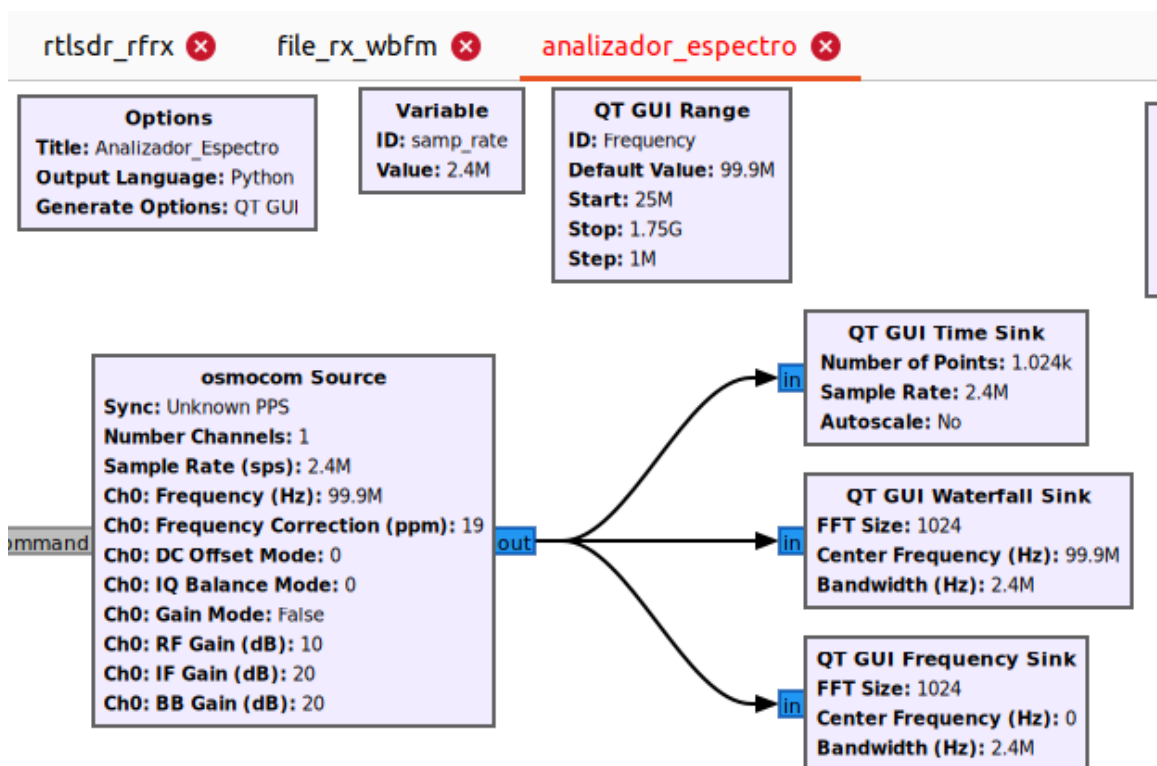 rtlsdr_rfrx
file_rx_wbfm
analizador_espectro
Options
Title: Analizador_Espectro
Output Language: Python
Generate Options: QT GUI
Variable
ID: samp_rate
Value: 2.4M
QT GUI Range
ID: Frequency
Default Value: 99.9M
Start: 25M
Stop: 1.75G
Step: 1M
osmocom Source
Sync: Unknown PPS
Number Channels: 1
Sample Rate (sps): 2.4M
Ch0: Frequency (Hz): 99.9M
Ch0: Frequency Correction (ppm): 19
Ch0: DC Offset Mode: 0
Ch0: IQ Balance Mode: 0
Ch0: Gain Mode: False
Ch0: RF Gain (dB): 10
Ch0: IF Gain (dB): 20
Ch0: BB Gain (dB): 20
ommand
out
in
QT GUI Time Sink
Number of Points: 1.024k
Sample Rate: 2.4M
Autoscale: No
in
QT GUI Waterfall Sink
FFT Size: 1024
Center Frequency (Hz): 99.9M
Bandwidth (Hz): 2.4M
in
QT GUI Frequency Sink
FFT Size: 1024
Center Frequency (Hz): 0
Bandwidth (Hz): 2.4M